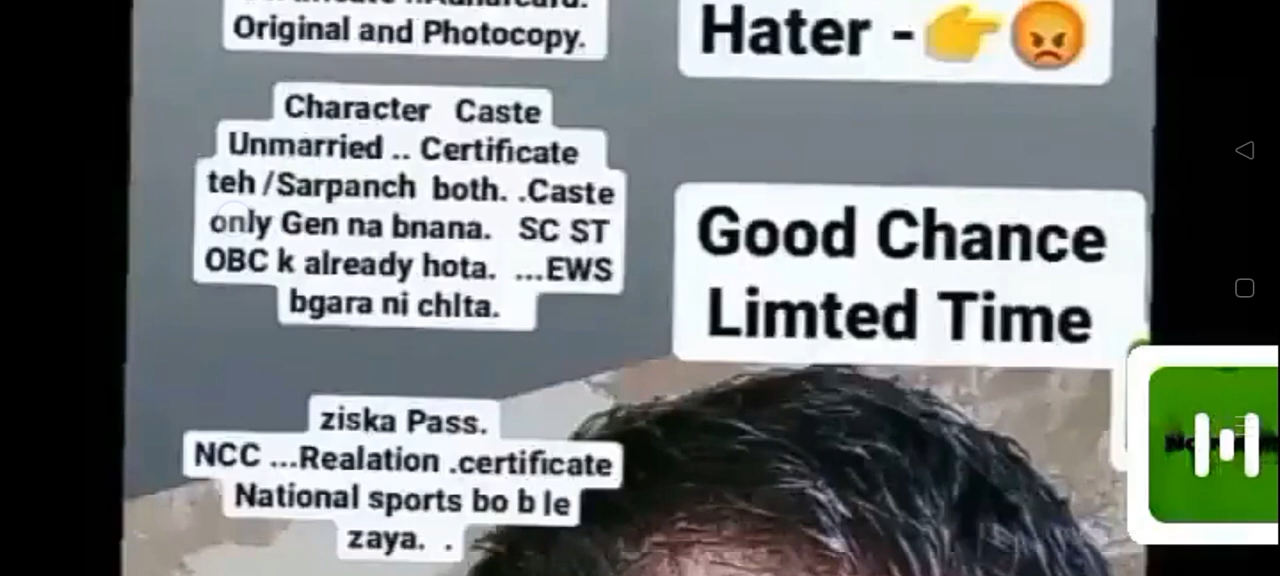 Original and Photocopy.
Character Caste
Unmarried .. Certificate
teh /Sarpanch both. .Caste
only Gen na bnana. SC ST
OBC k already hota. ...EWS
bgara ni chlta.
ziska Pass.
NCC ...Realation .certificate
National sports bo b le
zaya. .
Hater -👉😡
Good Chance
Limted Time